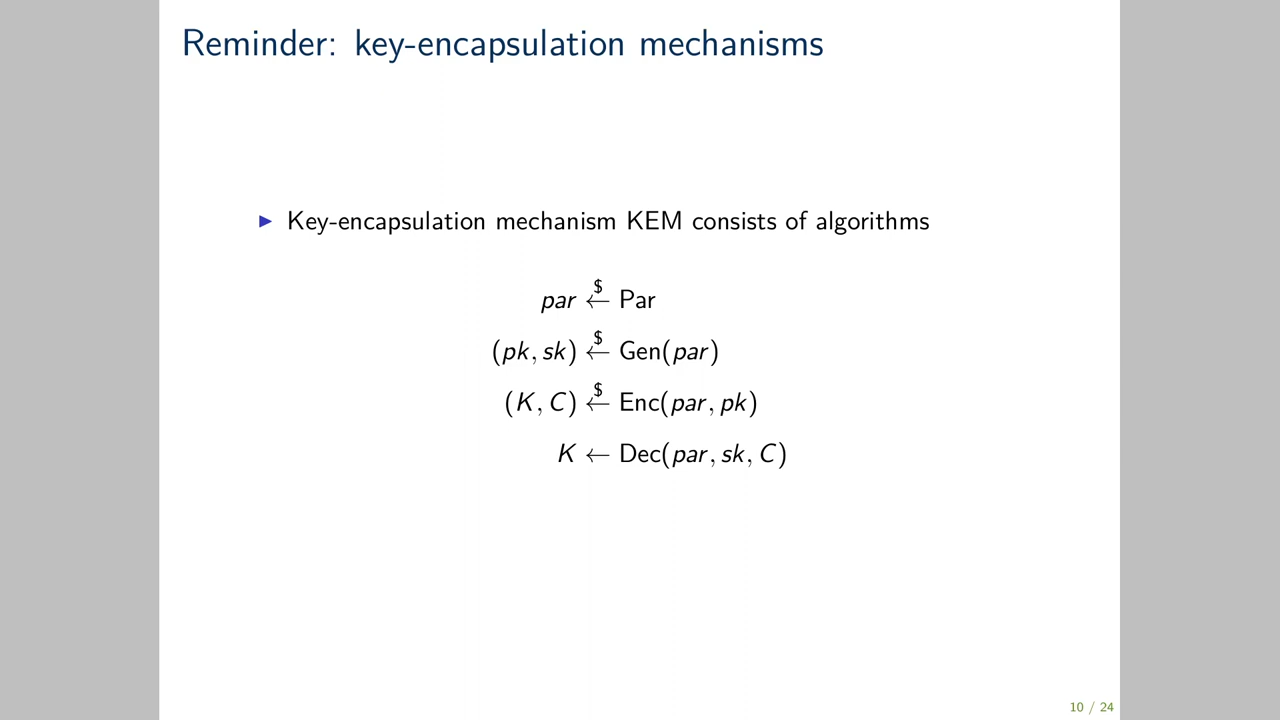 Reminder: key-encapsulation mechanisms
▶ Key-encapsulation mechanism KEM consists of algorithms
par $← Par
(pk, sk) $← Gen(par)
(K, C) $← Enc(par, pk)
K ← Dec(par, sk, C)
10 / 24